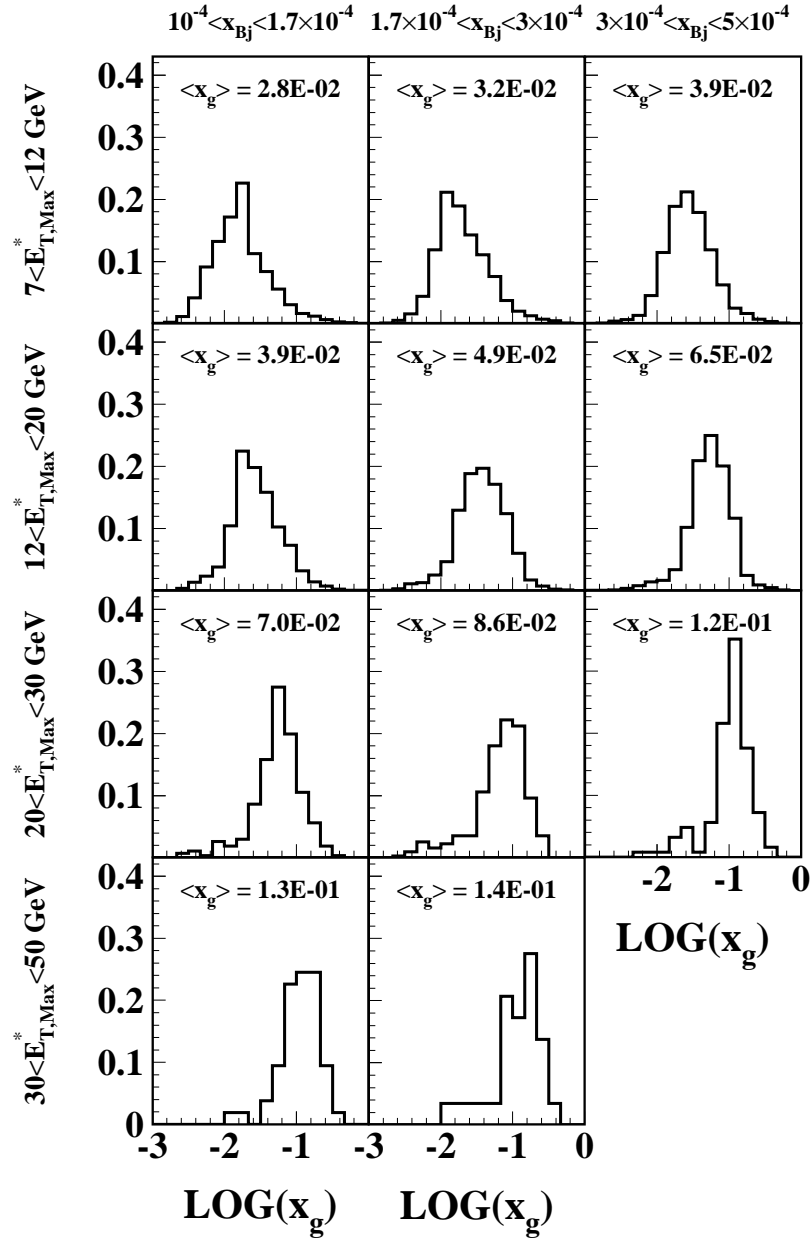 10⁻⁴<x_Bj<1.7×10⁻⁴ 1.7×10⁻⁴<x_Bj<3×10⁻⁴ 3×10⁻⁴<x_Bj<5×10⁻⁴
7<E*_T,Max<12 GeV
0.4
0.3
0.2
0.1
<x_g> = 2.8E-02 <x_g> = 3.2E-02 <x_g> = 3.9E-02
12<E*_T,Max<20 GeV
0.4
0.3
0.2
0.1
<x_g> = 3.9E-02 <x_g> = 4.9E-02 <x_g> = 6.5E-02
20<E*_T,Max<30 GeV
0.4
0.3
0.2
0.1
<x_g> = 7.0E-02 <x_g> = 8.6E-02 <x_g> = 1.2E-01
-2 -1 0
LOG(x_g)
30<E*_T,Max<50 GeV
0.4
0.3
0.2
0.1
0
<x_g> = 1.3E-01 <x_g> = 1.4E-01
-3 -2 -1 -3 -2 -1 0
LOG(x_g) LOG(x_g)